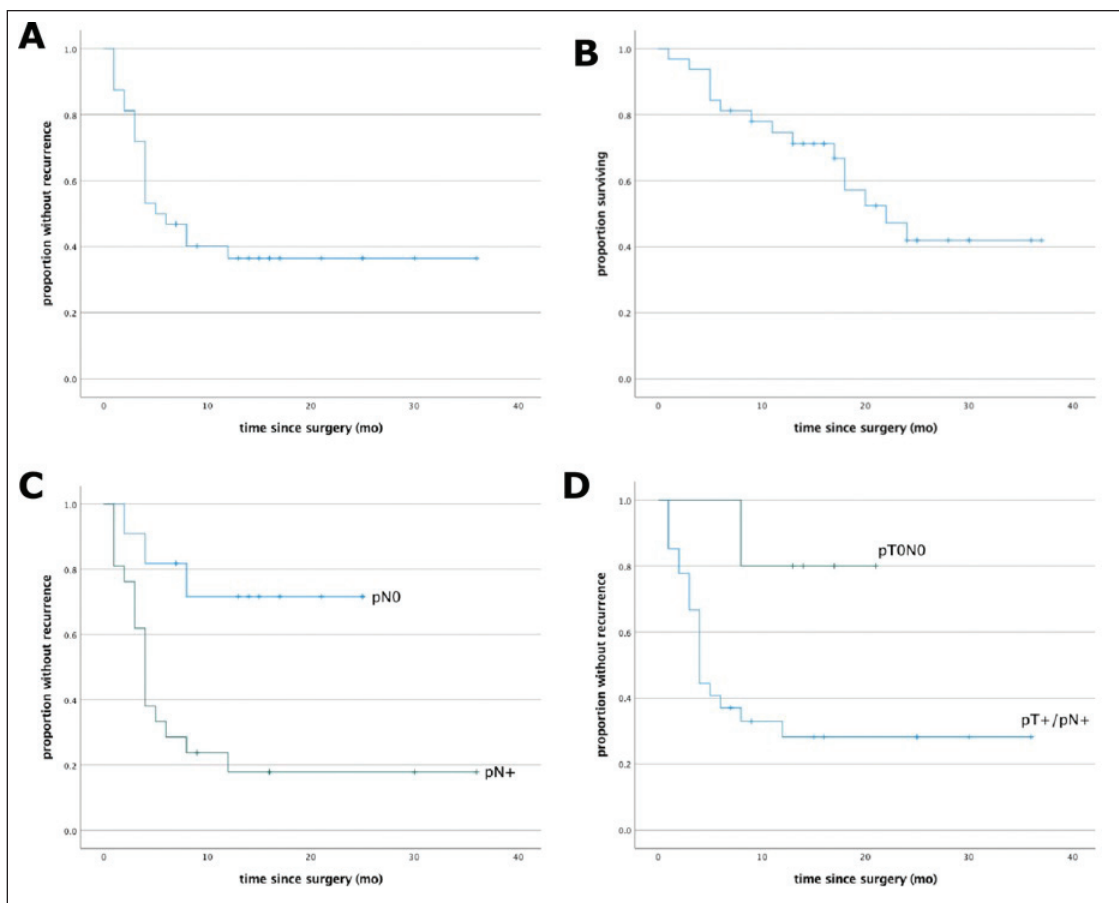 A
proportion without recurrence
1.0
0.8
0.6
0.4
0.2
0.0
0
10
20
30
40
time since surgery (mo)
B
proportion surviving
1.0
0.8
0.6
0.4
0.2
0.0
0
10
20
30
40
time since surgery (mo)
C
proportion without recurrence
1.0
0.8
0.6
0.4
0.2
0.0
pN0
pN+
0
10
20
30
40
time since surgery (mo)
D
proportion without recurrence
1.0
0.8
0.6
0.4
0.2
0.0
pT0N0
pT+/pN+
0
10
20
30
40
time since surgery (mo)